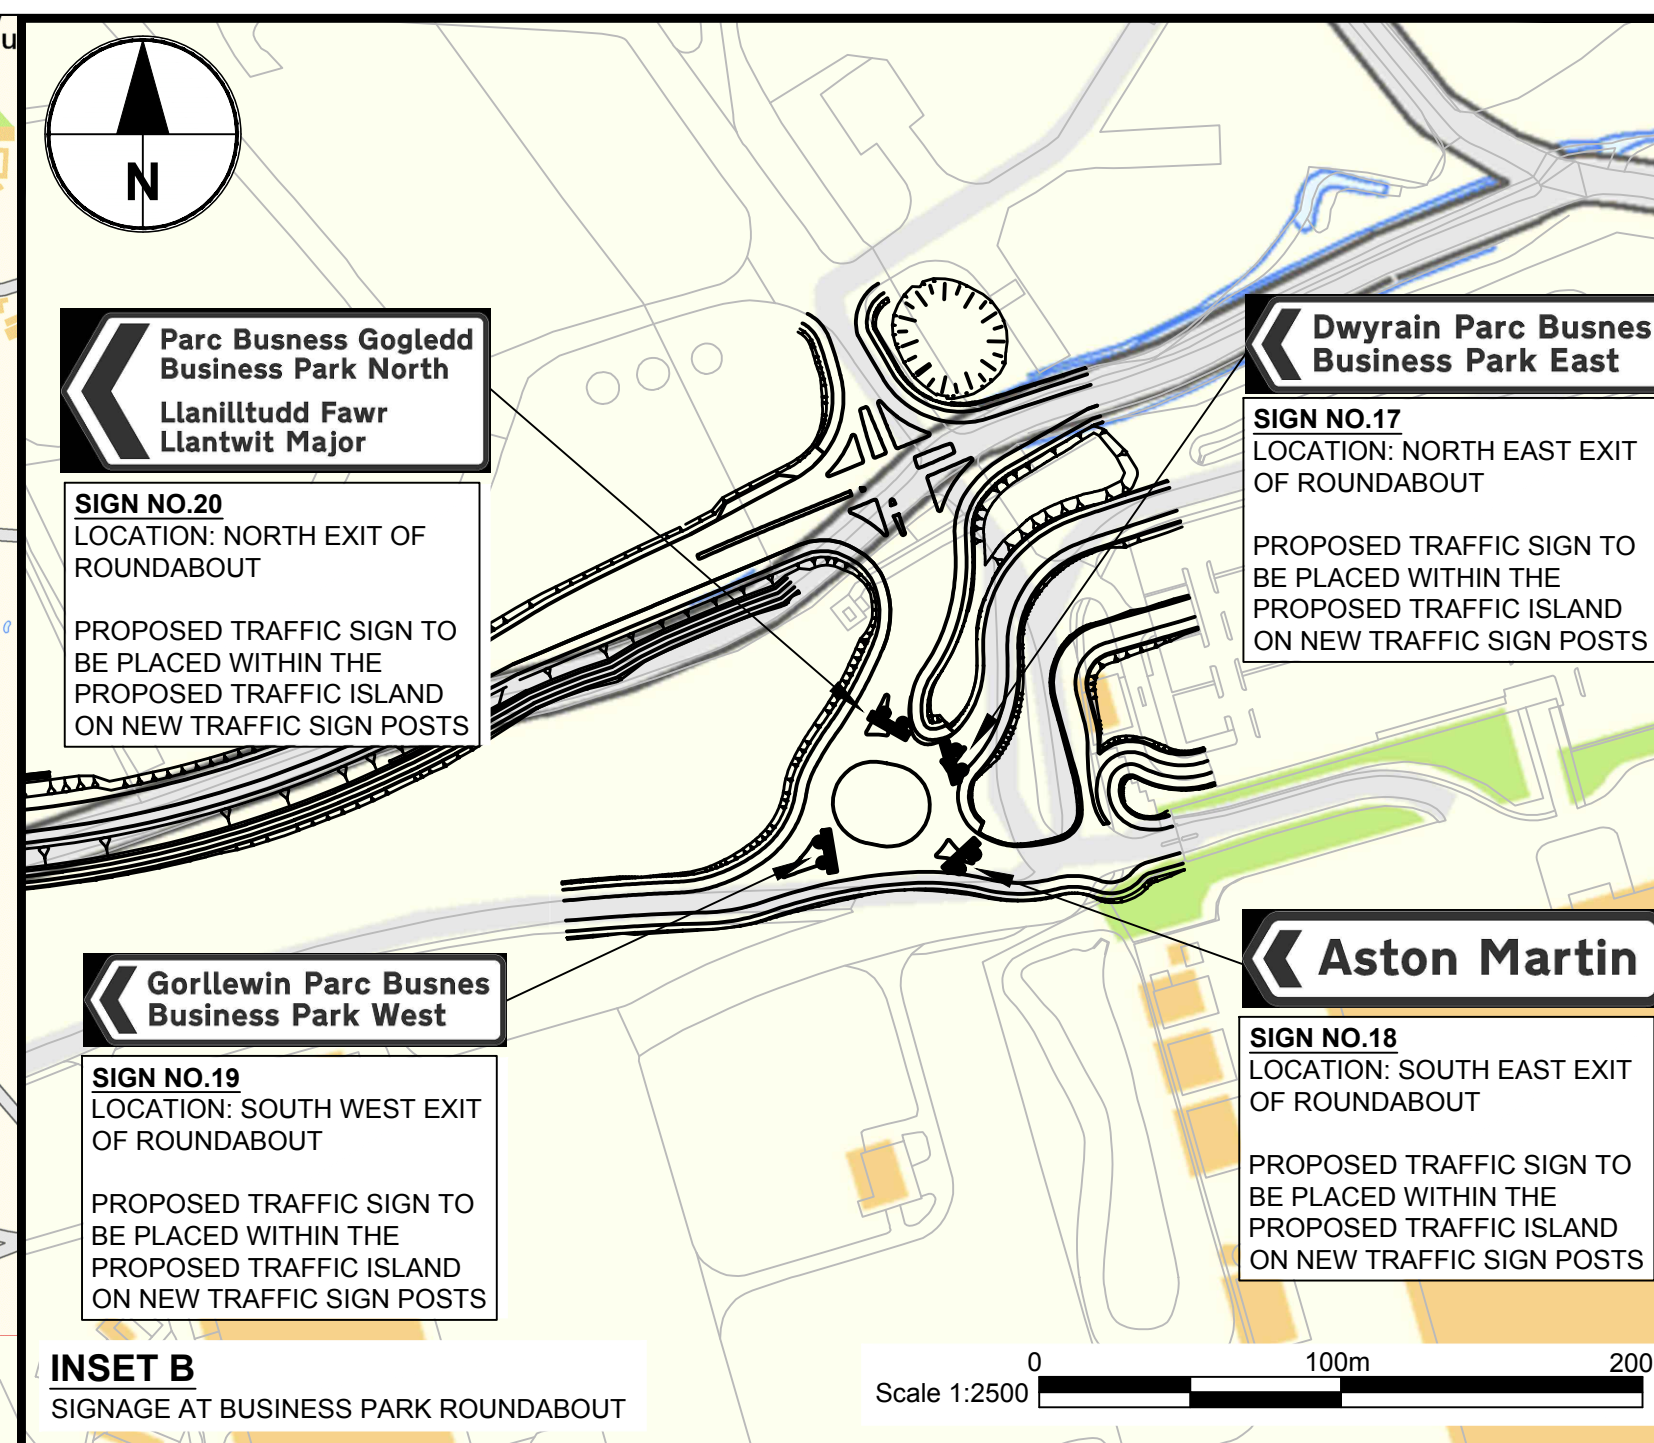 u
N
Parc Busness Gogledd
Business Park North
Llanilltudd Fawr
Llantwit Major
SIGN NO.20
LOCATION: NORTH EXIT OF
ROUNDABOUT
PROPOSED TRAFFIC SIGN TO
BE PLACED WITHIN THE
PROPOSED TRAFFIC ISLAND
ON NEW TRAFFIC SIGN POSTS
Dwyrain Parc Busnes
Business Park East
SIGN NO.17
LOCATION: NORTH EAST EXIT
OF ROUNDABOUT
PROPOSED TRAFFIC SIGN TO
BE PLACED WITHIN THE
PROPOSED TRAFFIC ISLAND
ON NEW TRAFFIC SIGN POSTS
Gorllewin Parc Busnes
Business Park West
SIGN NO.19
LOCATION: SOUTH WEST EXIT
OF ROUNDABOUT
PROPOSED TRAFFIC SIGN TO
BE PLACED WITHIN THE
PROPOSED TRAFFIC ISLAND
ON NEW TRAFFIC SIGN POSTS
Aston Martin
SIGN NO.18
LOCATION: SOUTH EAST EXIT
OF ROUNDABOUT
PROPOSED TRAFFIC SIGN TO
BE PLACED WITHIN THE
PROPOSED TRAFFIC ISLAND
ON NEW TRAFFIC SIGN POSTS
INSET B
SIGNAGE AT BUSINESS PARK ROUNDABOUT
0 100m 200
Scale 1:2500